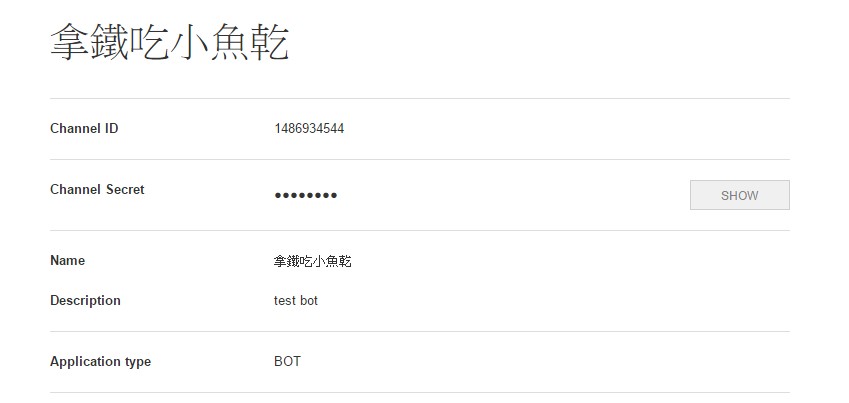 拿鐵吃小魚乾
Channel ID 1486934544
Channel Secret ●●●●●●●● SHOW
Name 拿鐵吃小魚乾
Description test bot
Application type BOT